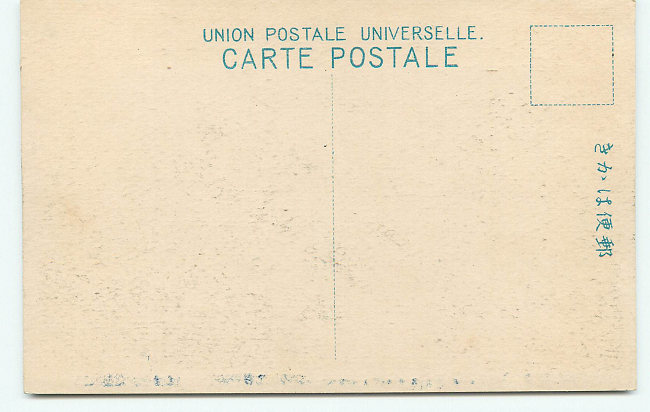 UNION POSTALE UNIVERSELLE.
CARTE POSTALE
郵便はかき